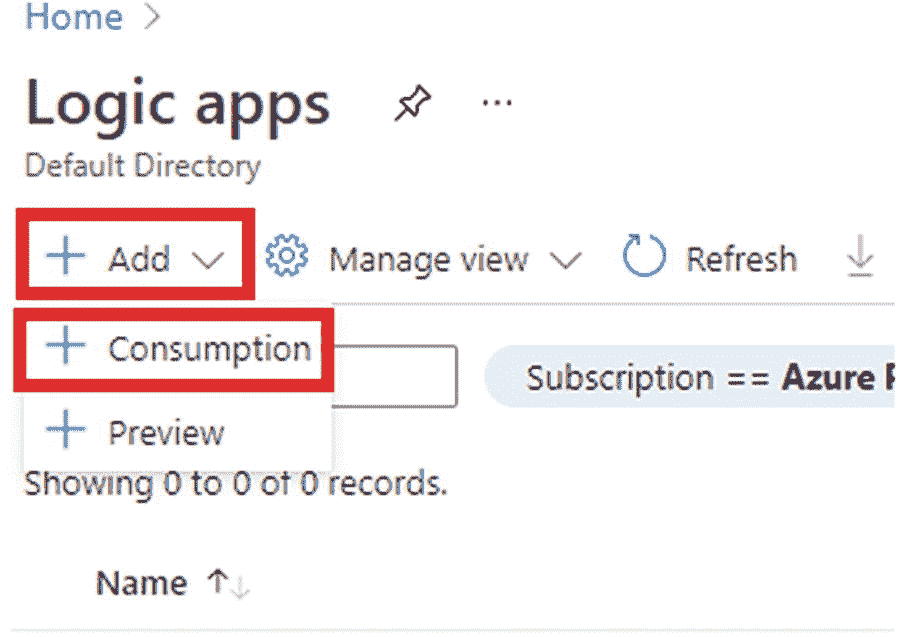 Home
Logic apps ...
Default Directory
Add Manage view Refresh
Consumption
Subscription == Azure
Preview
Showing 0 to 0 of 0 records.
Name